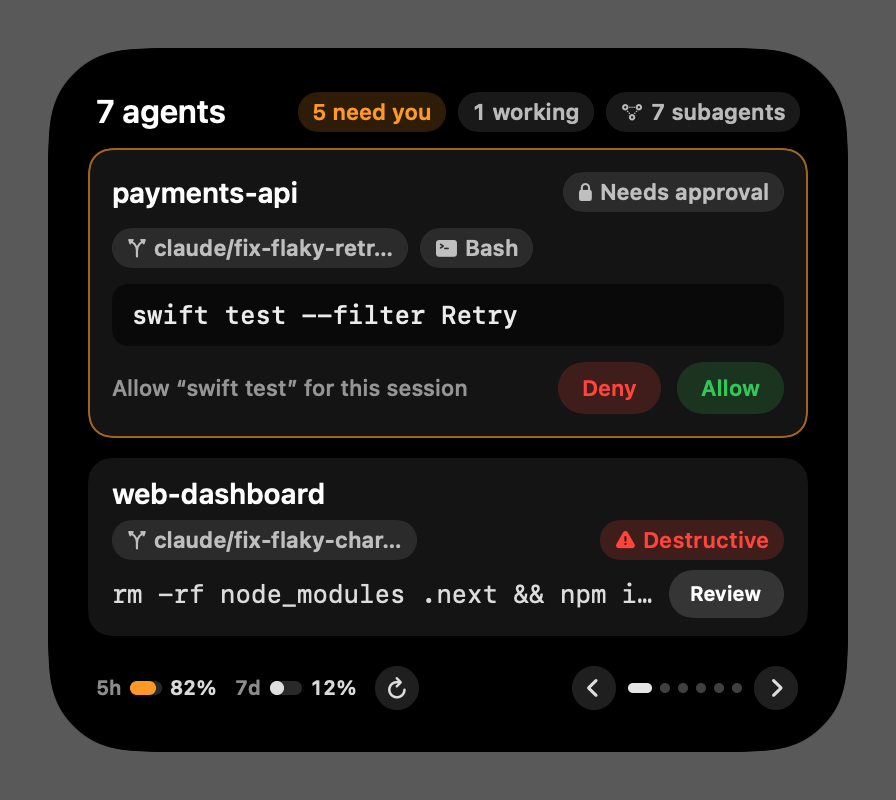 7 agents 5 need you 1 working 7 subagents
payments-api Needs approval
claude/fix-flaky-retr... Bash
swift test --filter Retry
Allow “swift test” for this session Deny Allow
web-dashboard
claude/fix-flaky-char... Destructive
rm -rf node_modules .next && npm i… Review
5h 82% 7d 12%